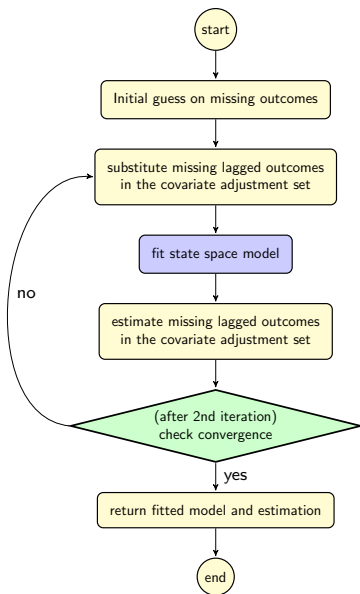 start
Initial guess on missing outcomes
substitute missing lagged outcomes
in the covariate adjustment set
fit state space model
estimate missing lagged outcomes
in the covariate adjustment set
no
(after 2nd iteration)
check convergence
yes
return fitted model and estimation
end